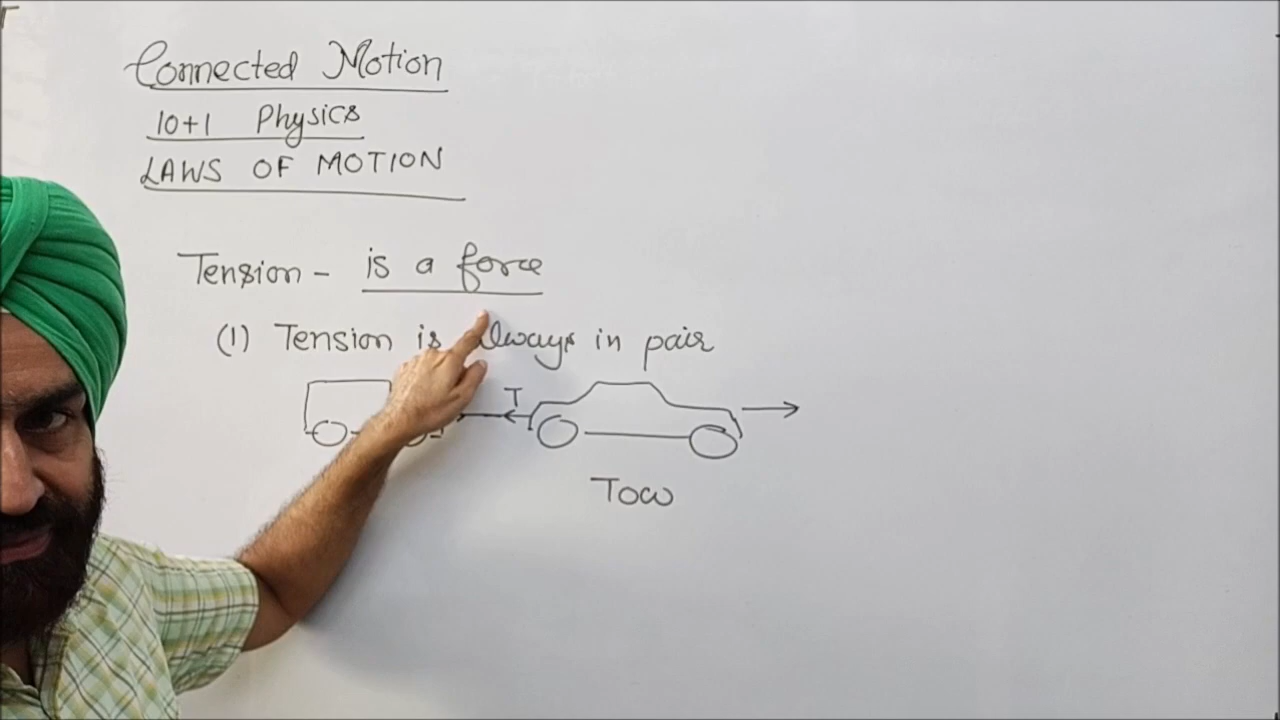 Connected Motion
10+1 Physics
LAWS OF MOTION
Tension - is a force
(1) Tension is always in pair
T
Tow